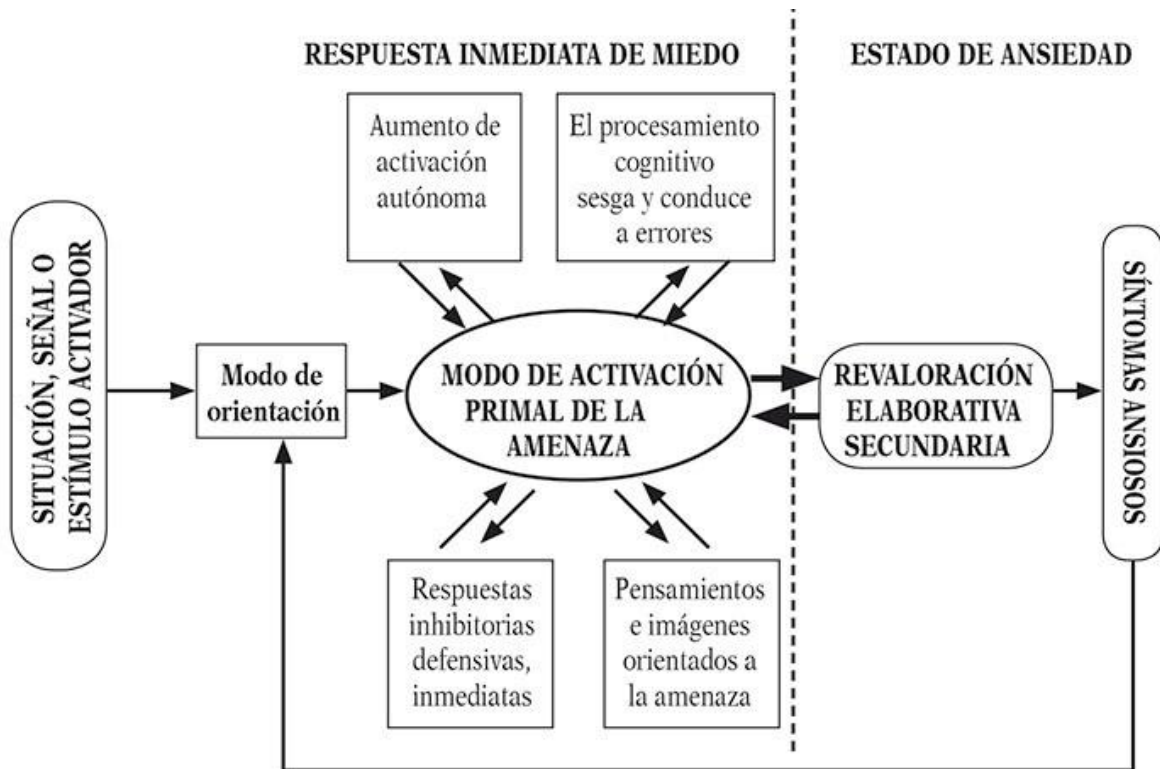 RESPUESTA INMEDIATA DE MIEDO
ESTADO DE ANSIEDAD
Aumento de
activación
autónoma
El procesamiento
cognitivo
sesga y conduce
a errores
SITUACIÓN, SEÑAL O
ESTÍMULO ACTIVADOR
Modo de
orientación
MODO DE ACTIVACIÓN
PRIMAL DE LA
AMENAZA
REVALORACIÓN
ELABORATIVA
SECUNDARIA
SÍNTOMAS ANSIOSOS
Respuestas
inhibitorias
defensivas,
inmediatas
Pensamientos
e imágenes
orientados a
la amenaza